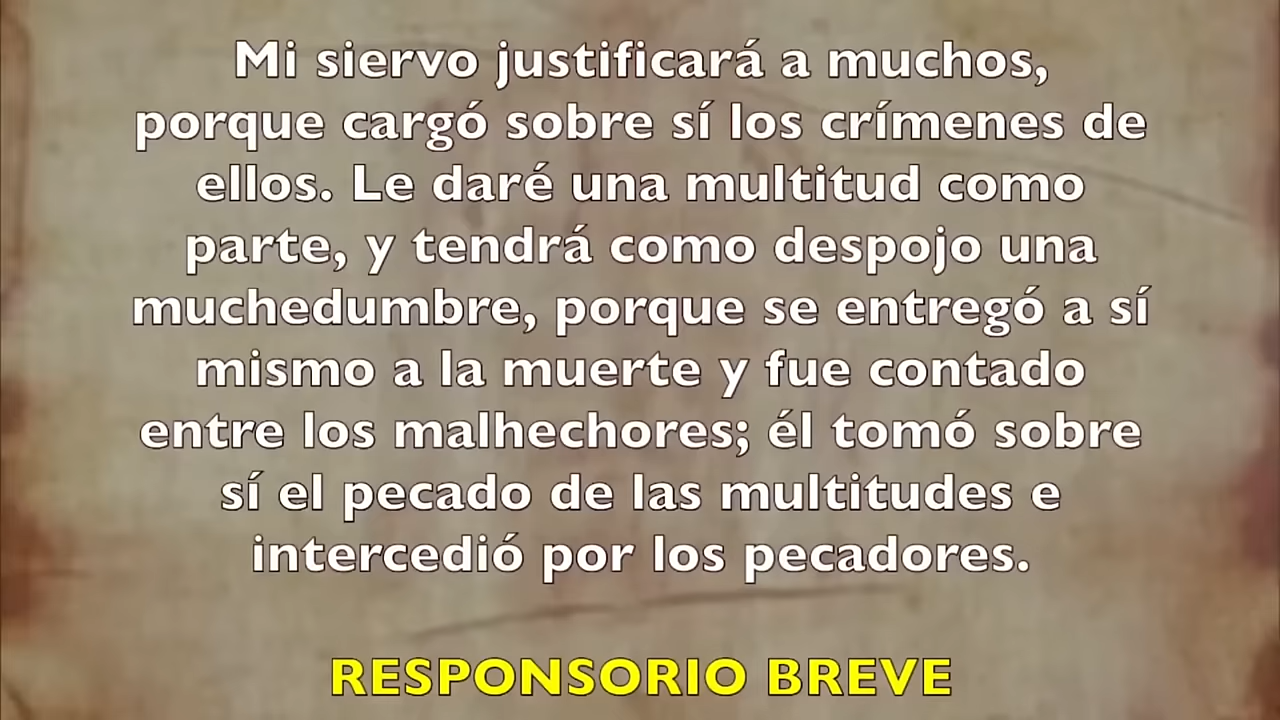 Mi siervo justificará a muchos,
porque cargó sobre sí los crímenes de
ellos. Le daré una multitud como
parte, y tendrá como despojo una
muchedumbre, porque se entregó a sí
mismo a la muerte y fue contado
entre los malhechores; él tomó sobre
sí el pecado de las multitudes e
intercedió por los pecadores.
RESPONSORIO BREVE